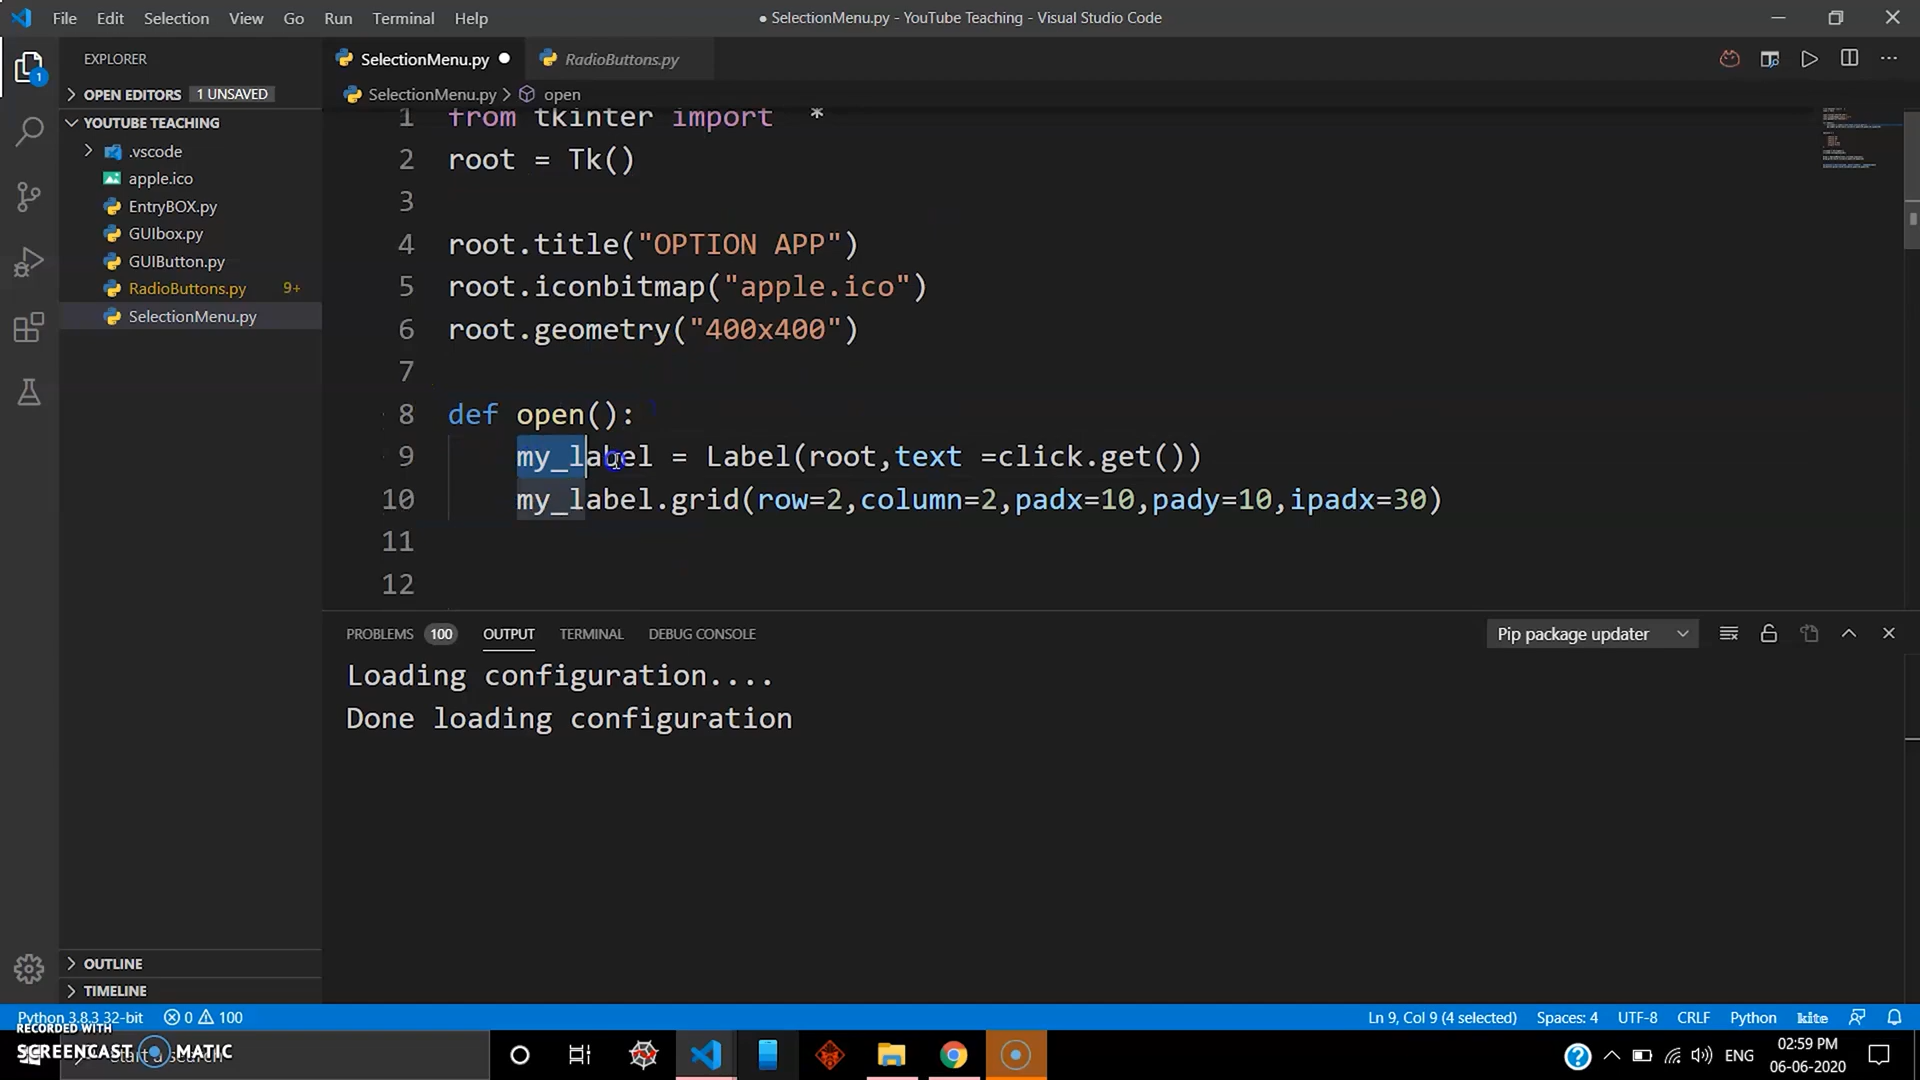 File Edit Selection View Go Run Terminal Help
● SelectionMenu.py - YouTube Teaching - Visual Studio Code
EXPLORER
OPEN EDITORS 1 UNSAVED
YOUTUBE TEACHING
.vscode
apple.ico
EntryBOX.py
GUIbox.py
GUIButton.py
RadioButtons.py 9+
SelectionMenu.py
OUTLINE
TIMELINE
1
SelectionMenu.py ● RadioButtons.py
SelectionMenu.py > open
1 from tkinter import *
2 root = Tk()
3
4 root.title("OPTION APP")
5 root.iconbitmap("apple.ico")
6 root.geometry("400x400")
7
8 def open():
9 my_label = Label(root,text =click.get())
10 my_label.grid(row=2,column=2,padx=10,pady=10,ipadx=30)
11
12
PROBLEMS 100 OUTPUT TERMINAL DEBUG CONSOLE
Pip package updater
Loading configuration....
Done loading configuration
Python 3.8.3 32-bit 0 100
Ln 9, Col 9 (4 selected) Spaces: 4 UTF-8 CRLF Python kite
RECORDED WITH
SCREENCAST MATIC
ENG
02:59 PM
06-06-2020